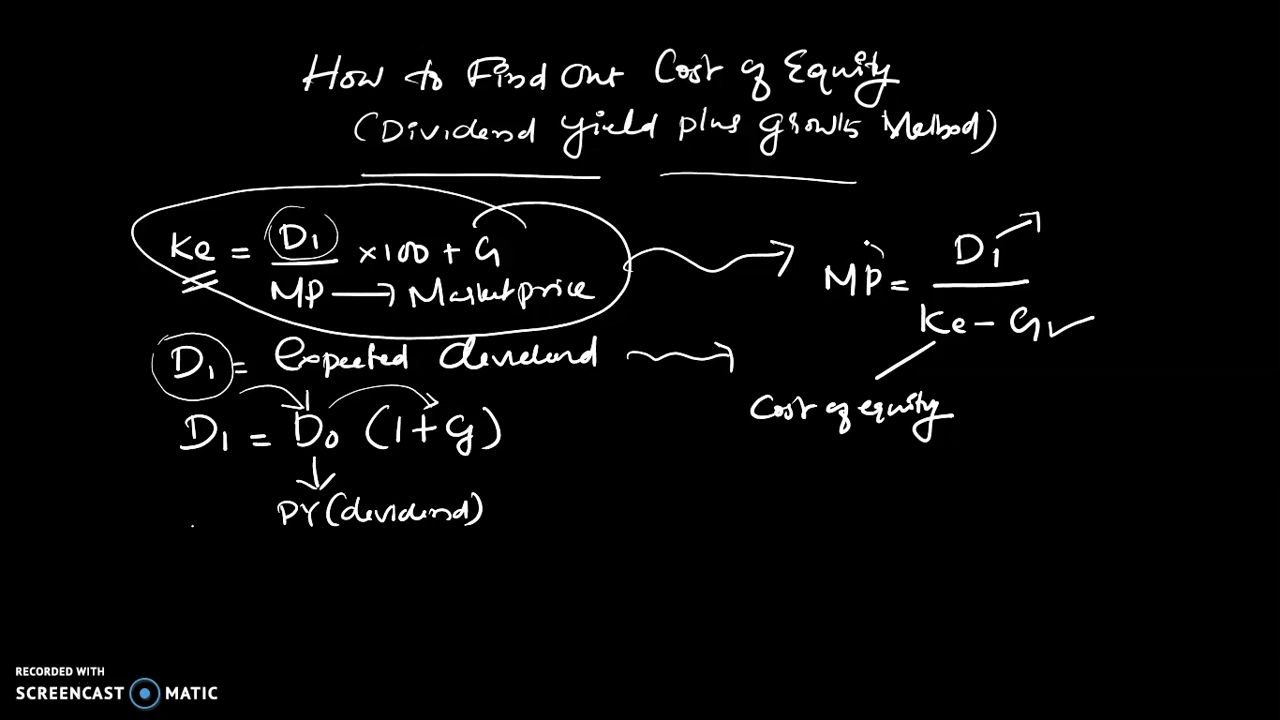 How to Find Out Cost of Equity
(Dividend yield plus Growth Method)
Ke = D1 / MP ×100 + G
MP → Market price
D1 = Expected dividend
D1 = D0 (1+G)
PY (dividend)
MP = D1 / Ke - G
Cost of equity
RECORDED WITH
SCREENCAST MATIC